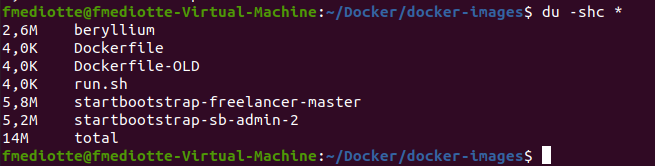 fmediotte@fmediotte-Virtual-Machine:~/Docker/docker-images$ du -shc *
2,6M    beryllium
4,0K    Dockerfile
4,0K    Dockerfile-OLD
4,0K    run.sh
5,8M    startbootstrap-freelancer-master
5,2M    startbootstrap-sb-admin-2
14M     total
fmediotte@fmediotte-Virtual-Machine:~/Docker/docker-images$